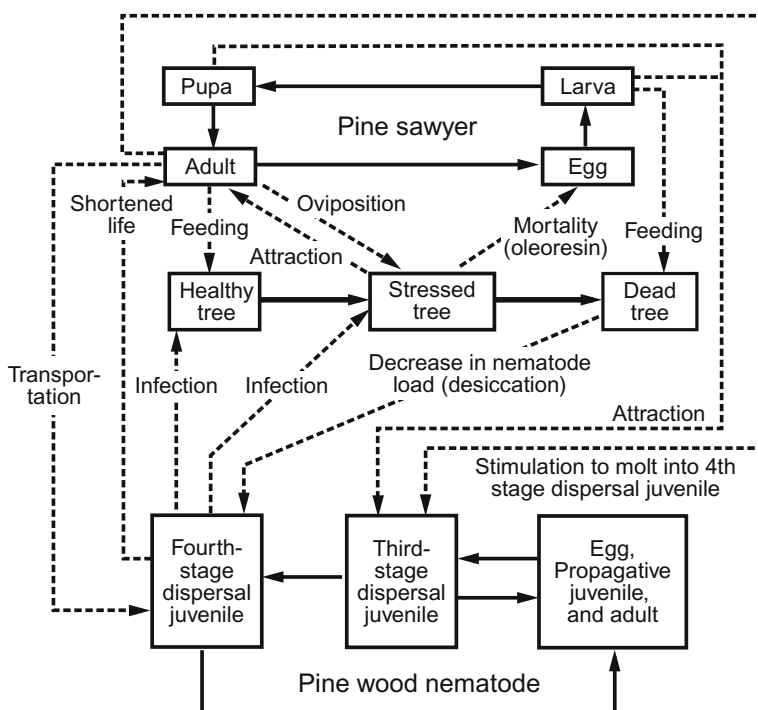 Pupa
Larva
Pine sawyer
Adult
Egg
Shortened
life
Feeding
Oviposition
Attraction
Mortality
(oleoresin)
Feeding
Healthy
tree
Stressed
tree
Dead
tree
Transpor-
tation
Infection
Infection
Decrease in nematode
load (desiccation)
Attraction
Stimulation to molt into 4th
stage dispersal juvenile
Fourth-
stage
dispersal
juvenile
Third-
stage
dispersal
juvenile
Egg,
Propagative
juvenile,
and adult
Pine wood nematode